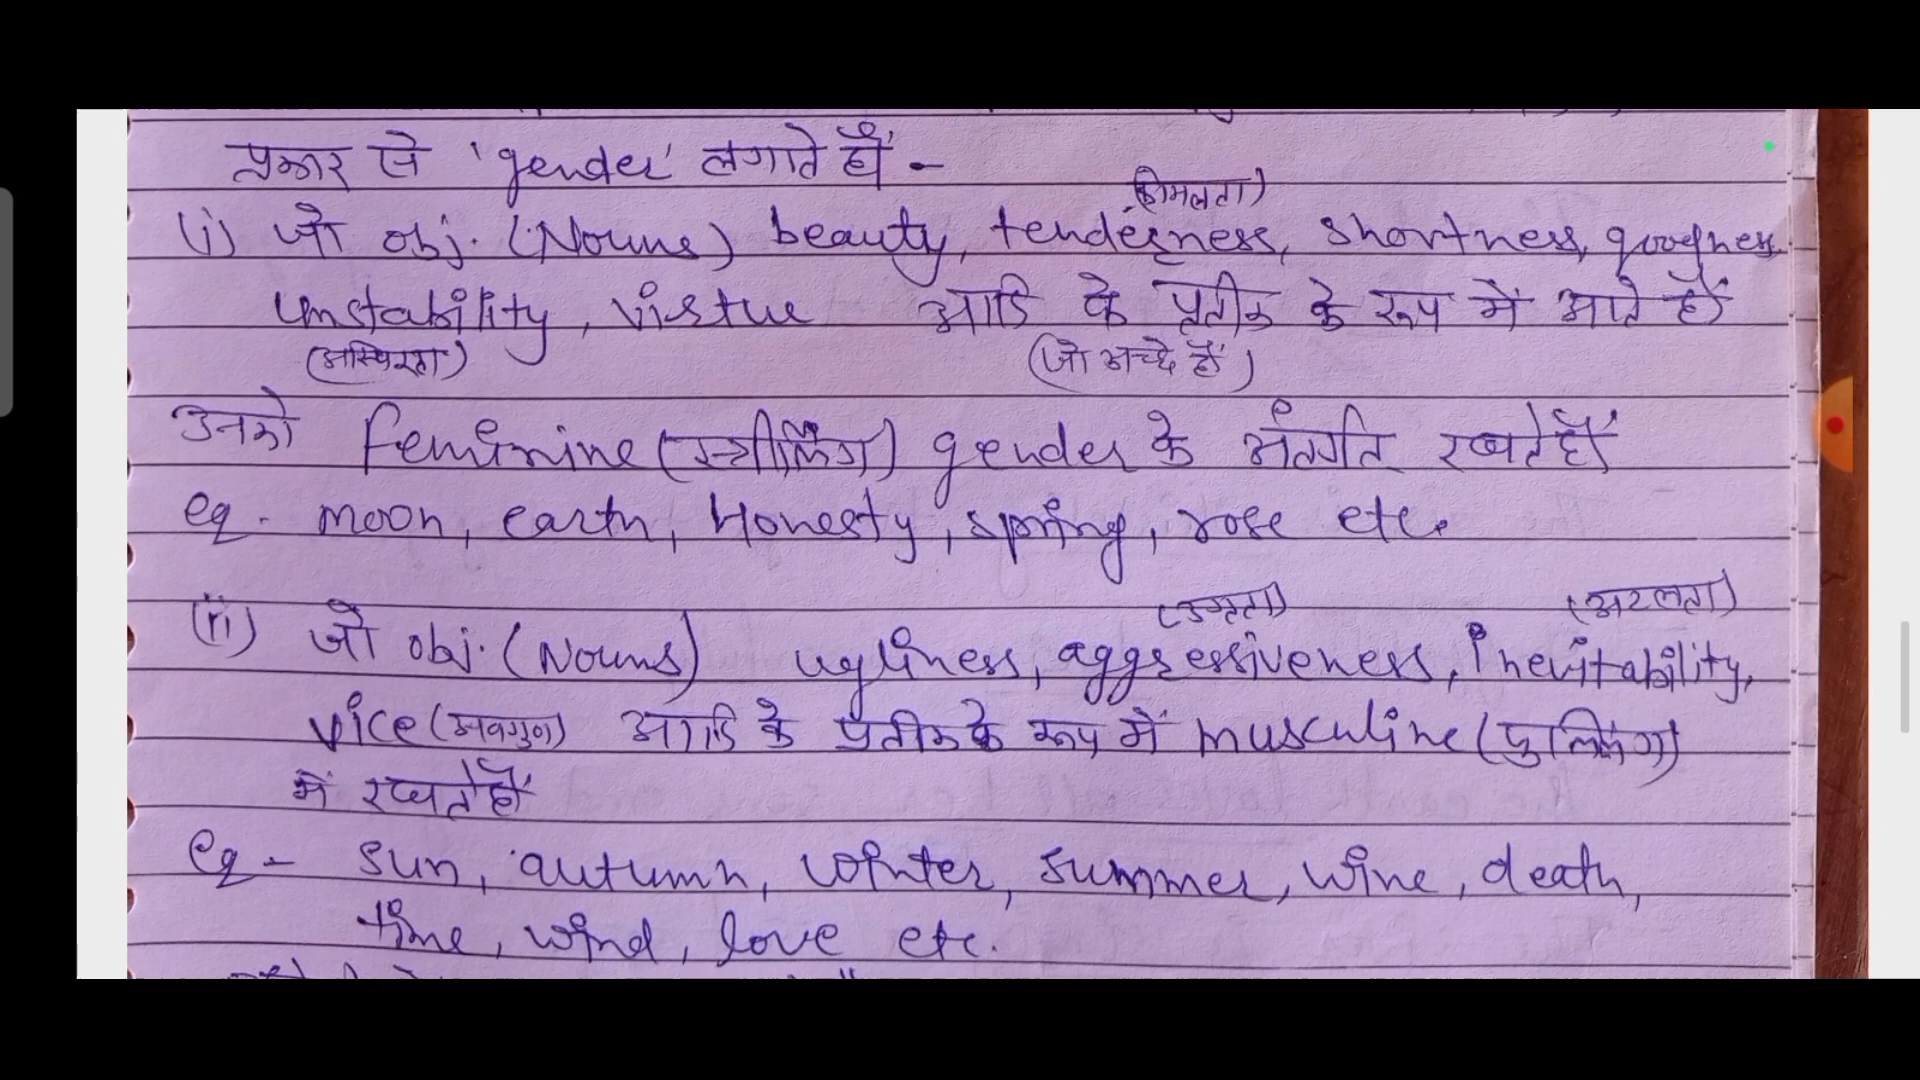 प्रकार से 'gender' लगाते हैं -
(कोमलता)
(i) जो obj. (Nouns) beauty, tenderness, shortness, goodness
unstability, virtue आदि के प्रतीक के रूप में आते हैं
(अस्थिरता) (जो अच्छे हैं)
उनको Feminine (स्त्रीलिंग) gender के अंतर्गत रखते हैं
eg. moon, earth, Honesty, spring, rose etc.
(उग्रता) (अटलता)
(ii) जो obj. (Nouns) ugliness, aggressiveness, inevitability,
vice (अवगुन) आदि के प्रतीक के रूप में musculine (पुल्लिंग)
में रखते हैं
eg - sun, autumn, winter, summer, wine, death,
time, wind, love etc.